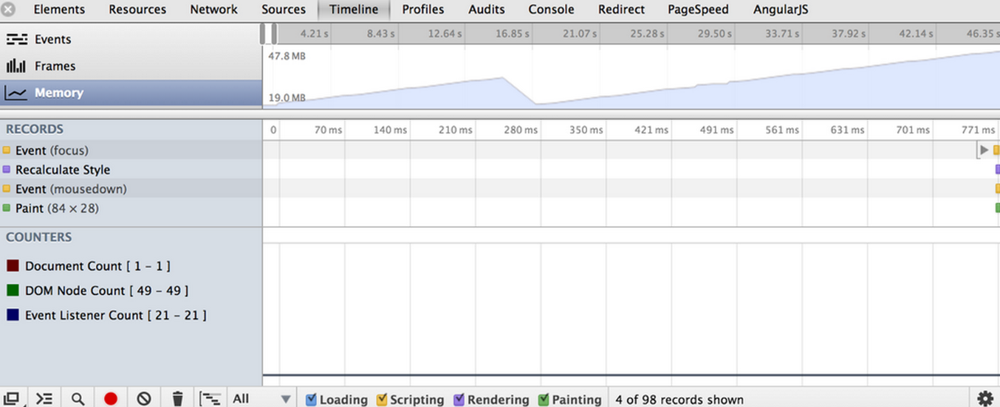 Elements Resources Network Sources Timeline Profiles Audits Console Redirect PageSpeed AngularJS
Events
Frames
Memory
4.21 s 8.43 s 12.64 s 16.85 s 21.07 s 25.28 s 29.50 s 33.71 s 37.92 s 42.14 s 46.35 s
47.8 MB
19.0 MB
RECORDS
0 70 ms 140 ms 210 ms 280 ms 350 ms 421 ms 491 ms 561 ms 631 ms 701 ms 771 ms
Event (focus)
Recalculate Style
Event (mousedown)
Paint (84 × 28)
COUNTERS
Document Count [ 1 – 1 ]
DOM Node Count [ 49 – 49 ]
Event Listener Count [ 21 – 21 ]
All Loading Scripting Rendering Painting 4 of 98 records shown